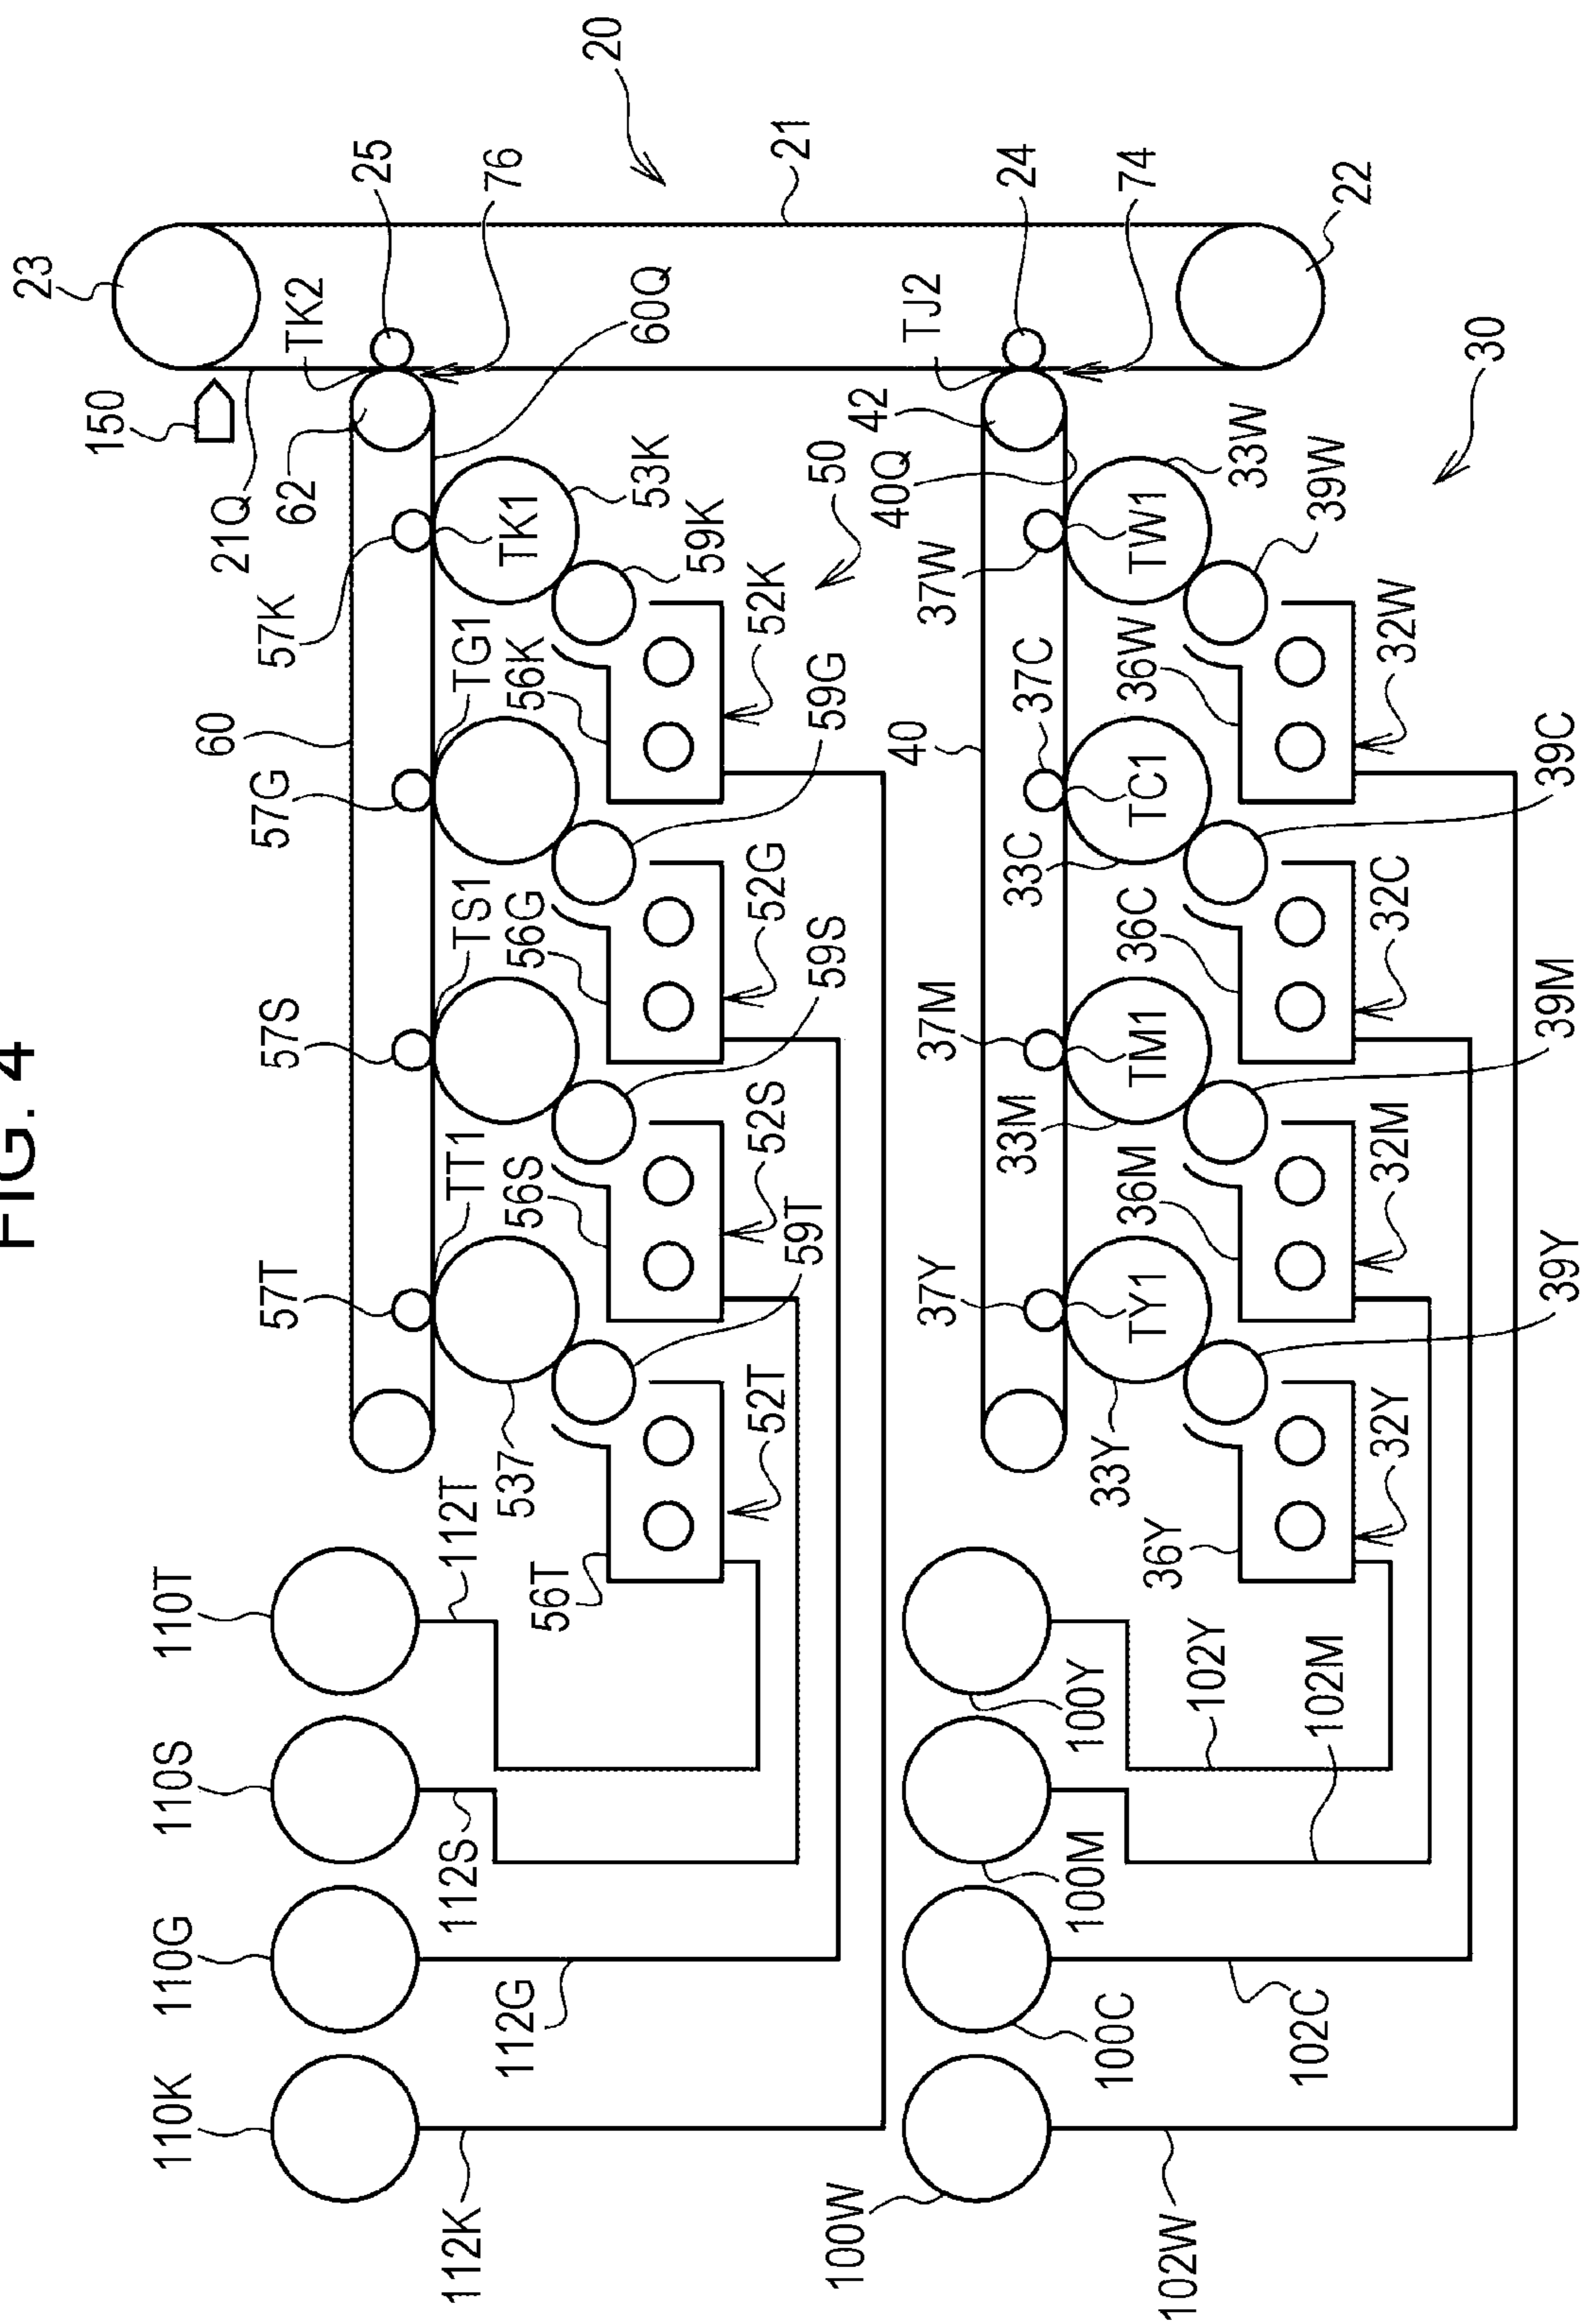 FIG. 4
23
150
TK2
25
76
20
21
21Q
62
60Q
57K
TK1
53K
59K
50
60
57G
TG1
56K
52K
59G
57S
TS1
56G
52G
59S
57T
TT1
56S
52S
59T
537
56T
52T
110T
112T
110S
112S
110G
112G
110K
112K
TJ2
24
74
22
30
42
40Q
37W
TW1
33W
39W
40
37C
36W
32W
33C
TC1
39C
37M
36C
32C
33M
TM1
39M
37Y
36M
32M
33Y
TY1
39Y
36Y
32Y
100Y
102Y
100M
102M
100C
102C
100W
102W